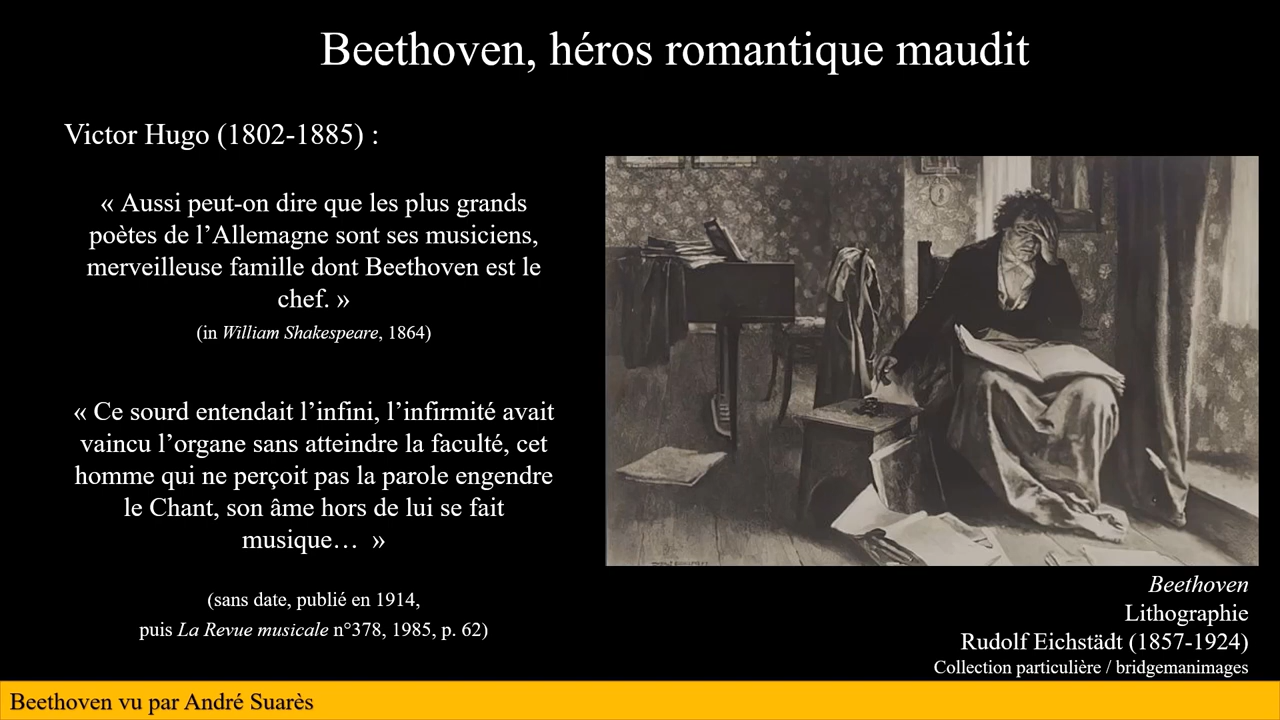 Beethoven, héros romantique maudit
Victor Hugo (1802-1885) :
« Aussi peut-on dire que les plus grands
poètes de l’Allemagne sont ses musiciens,
merveilleuse famille dont Beethoven est le
chef. »
(in William Shakespeare, 1864)
« Ce sourd entendait l’infini, l’infirmité avait
vaincu l’organe sans atteindre la faculté, cet
homme qui ne perçoit pas la parole engendre
le Chant, son âme hors de lui se fait
musique… »
(sans date, publié en 1914,
puis La Revue musicale n°378, 1985, p. 62)
Beethoven
Lithographie
Rudolf Eichstädt (1857-1924)
Collection particulière / bridgemanimages
Beethoven vu par André Suarès